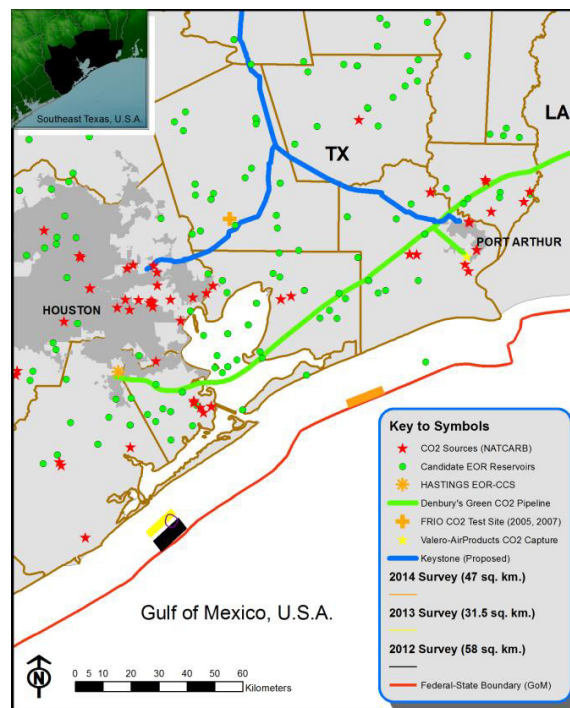 Southeast Texas, U.S.A.
LA
TX
PORT ARTHUR
HOUSTON
Gulf of Mexico, U.S.A.
N
0 5 10 20 30 40 50 60
Kilometers
Key to Symbols
CO2 Sources (NATCARB)
Candidate EOR Reservoirs
HASTINGS EOR-CCS
Denbury's Green CO2 Pipeline
FRIO CO2 Test Site (2005, 2007)
Valero-AirProducts CO2 Capture
Keystone (Proposed)
2014 Survey (47 sq. km.)
2013 Survey (31.5 sq. km.)
2012 Survey (58 sq. km.)
Federal-State Boundary (GoM)